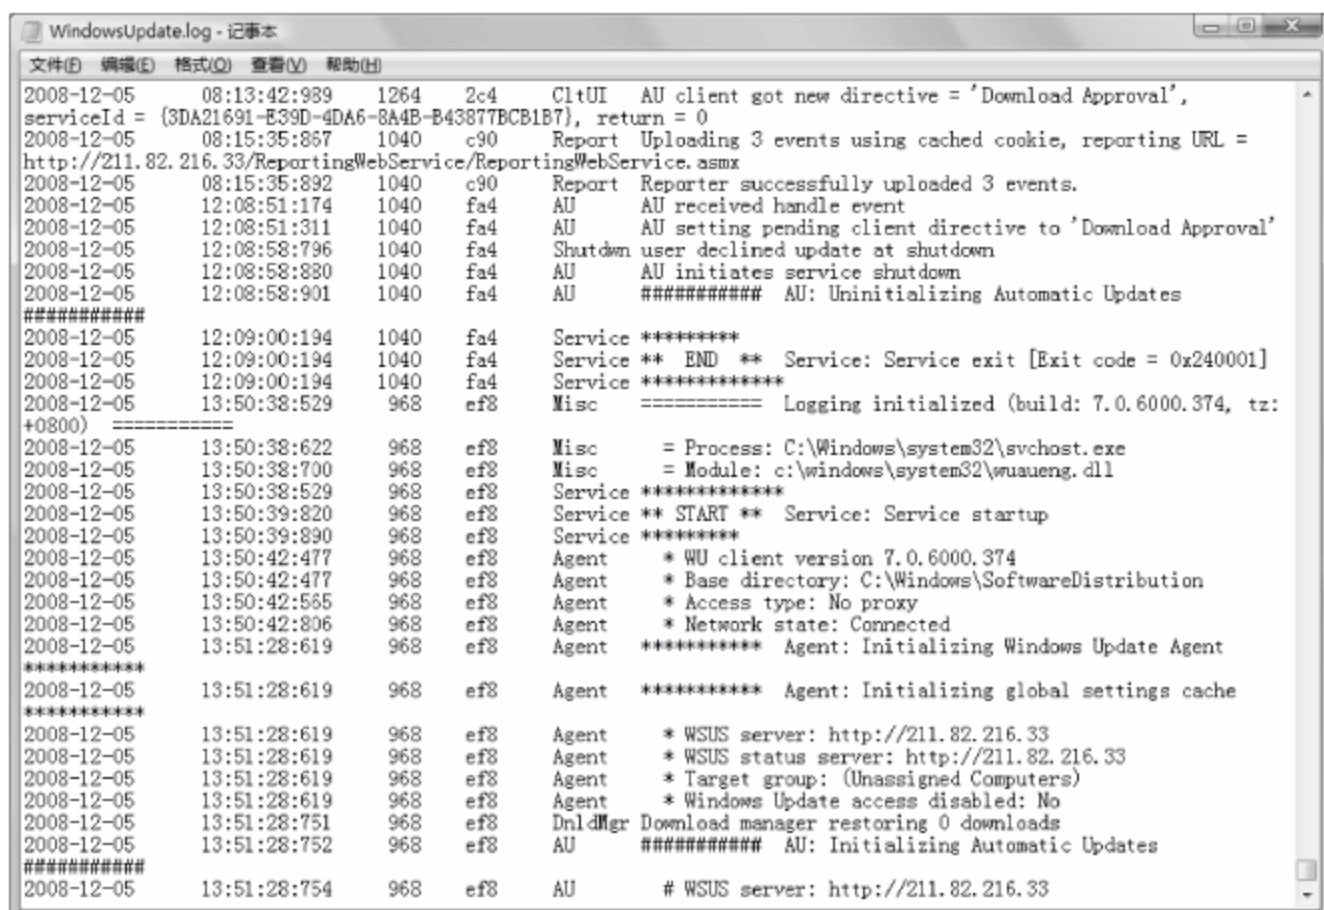 WindowsUpdate.log - 记事本
文件(F) 编辑(E) 格式(O) 查看(V) 帮助(H)
2008-12-05 08:13:42:989 1264 2c4 CltUI AU client got new directive = 'Download Approval',
serviceId = {3DA21691-E39D-4DA6-8A4B-B43877BCB1B7}, return = 0
2008-12-05 08:15:35:867 1040 c90 Report Uploading 3 events using cached cookie, reporting URL =
http://211.82.216.33/ReportingWebService/ReportingWebService.asmx
2008-12-05 08:15:35:892 1040 c90 Report Reporter successfully uploaded 3 events.
2008-12-05 12:08:51:174 1040 fa4 AU AU received handle event
2008-12-05 12:08:51:311 1040 fa4 AU AU setting pending client directive to 'Download Approval'
2008-12-05 12:08:58:796 1040 fa4 Shutdwn user declined update at shutdown
2008-12-05 12:08:58:880 1040 fa4 AU AU initiates service shutdown
2008-12-05 12:08:58:901 1040 fa4 AU ########### AU: Uninitializing Automatic Updates
###########
2008-12-05 12:09:00:194 1040 fa4 Service *********
2008-12-05 12:09:00:194 1040 fa4 Service ** END ** Service: Service exit [Exit code = 0x240001]
2008-12-05 12:09:00:194 1040 fa4 Service *************
2008-12-05 13:50:38:529 968 ef8 Misc =========== Logging initialized (build: 7.0.6000.374, tz:
+0800) ===========
2008-12-05 13:50:38:622 968 ef8 Misc = Process: C:\Windows\system32\svchost.exe
2008-12-05 13:50:38:700 968 ef8 Misc = Module: c:\windows\system32\wuaueng.dll
2008-12-05 13:50:38:529 968 ef8 Service *************
2008-12-05 13:50:39:820 968 ef8 Service ** START ** Service: Service startup
2008-12-05 13:50:39:890 968 ef8 Service *********
2008-12-05 13:50:42:477 968 ef8 Agent * WU client version 7.0.6000.374
2008-12-05 13:50:42:477 968 ef8 Agent * Base directory: C:\Windows\SoftwareDistribution
2008-12-05 13:50:42:565 968 ef8 Agent * Access type: No proxy
2008-12-05 13:50:42:806 968 ef8 Agent * Network state: Connected
2008-12-05 13:51:28:619 968 ef8 Agent *********** Agent: Initializing Windows Update Agent
***********
2008-12-05 13:51:28:619 968 ef8 Agent *********** Agent: Initializing global settings cache
***********
2008-12-05 13:51:28:619 968 ef8 Agent * WSUS server: http://211.82.216.33
2008-12-05 13:51:28:619 968 ef8 Agent * WSUS status server: http://211.82.216.33
2008-12-05 13:51:28:619 968 ef8 Agent * Target group: (Unassigned Computers)
2008-12-05 13:51:28:619 968 ef8 Agent * Windows Update access disabled: No
2008-12-05 13:51:28:751 968 ef8 DnldMgr Download manager restoring 0 downloads
2008-12-05 13:51:28:752 968 ef8 AU ########### AU: Initializing Automatic Updates
###########
2008-12-05 13:51:28:754 968 ef8 AU # WSUS server: http://211.82.216.33